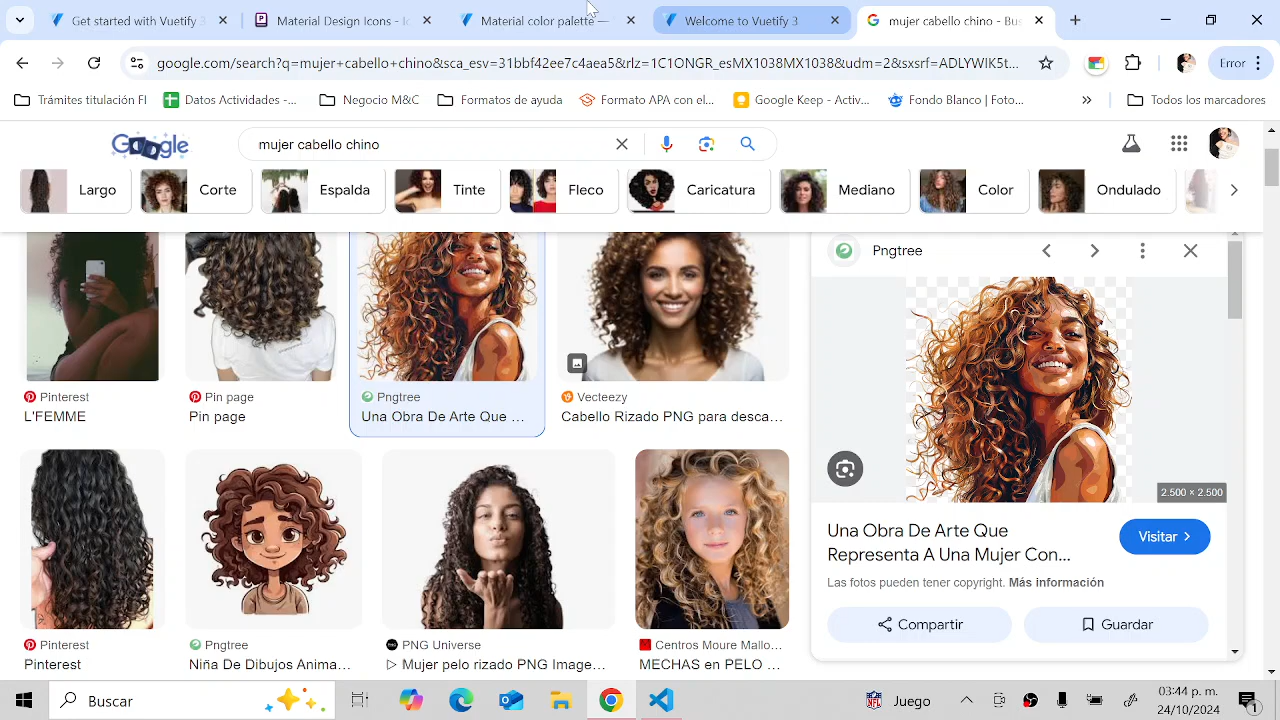 Get started with Vuetify 3
Material Design Icons - Ic
Material color palette —
Welcome to Vuetify 3
mujer cabello chino - Bus
google.com/search?q=mujer+cabello+chino&sca_esv=31bbf42ee7c4aea5&rlz=1C1ONGR_esMX1038MX1038&udm=2&sxsrf=ADLYWIK5t...
Error
Trámites titulación FI
Datos Actividades -...
Negocio M&C
Formatos de ayuda
Formato APA con el...
Google Keep - Activ...
Fondo Blanco | Foto...
»
Todos los marcadores
Google
mujer cabello chino
Largo
Corte
Espalda
Tinte
Fleco
Caricatura
Mediano
Color
Ondulado
Pinterest
L'FEMME
Pin page
Pin page
Pngtree
Una Obra De Arte Que ...
Vecteezy
Cabello Rizado PNG para desca...
Pinterest
Pinterest
Pngtree
Niña De Dibujos Anima...
PNG Universe
Mujer pelo rizado PNG Image...
Centros Moure Mallo...
MECHAS en PELO ...
Pngtree
2.500 × 2.500
Una Obra De Arte Que
Representa A Una Mujer Con...
Visitar
Las fotos pueden tener copyright. Más información
Compartir
Guardar
Buscar
Juego
03:44 p. m.
24/10/2024
1